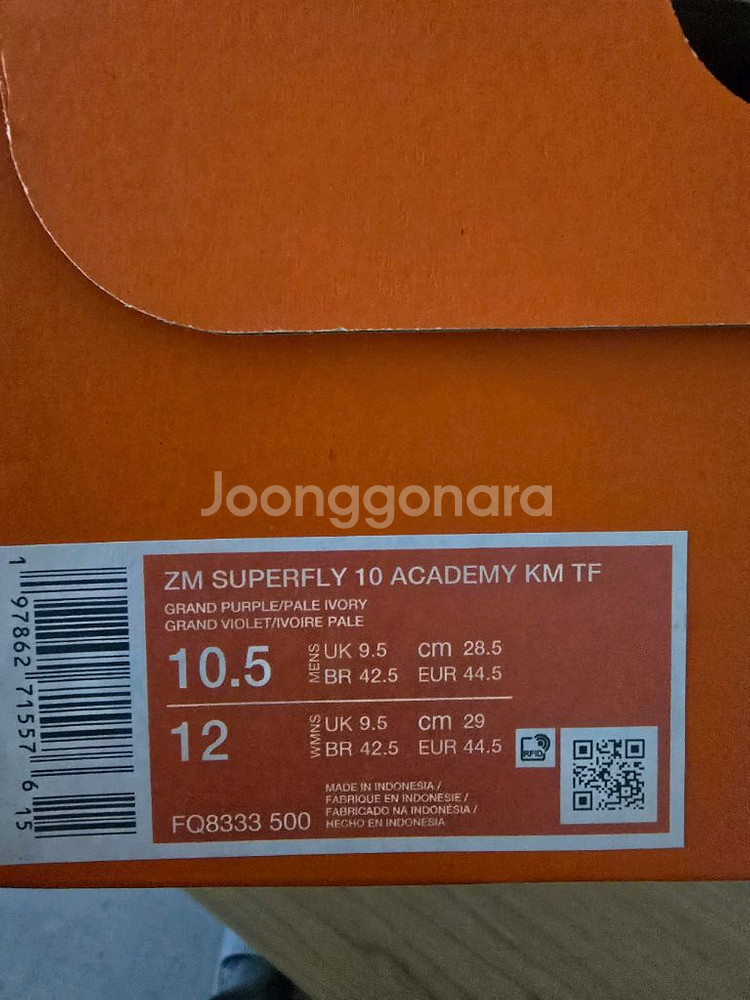 Joonggonara
ZM SUPERFLY 10 ACADEMY KM TF
GRAND PURPLE/PALE IVORY
GRAND VIOLET/IVOIRE PALE
10.5 MENS UK 9.5 cm 28.5
BR 42.5 EUR 44.5
12 WMNS UK 9.5 cm 29
BR 42.5 EUR 44.5
RFID
FQ8333 500
MADE IN INDONESIA /
FABRIQUE EN INDONESIE /
FABRICADO NA INDONÉSIA /
HECHO EN INDONESIA
1 97862 71557 6 15